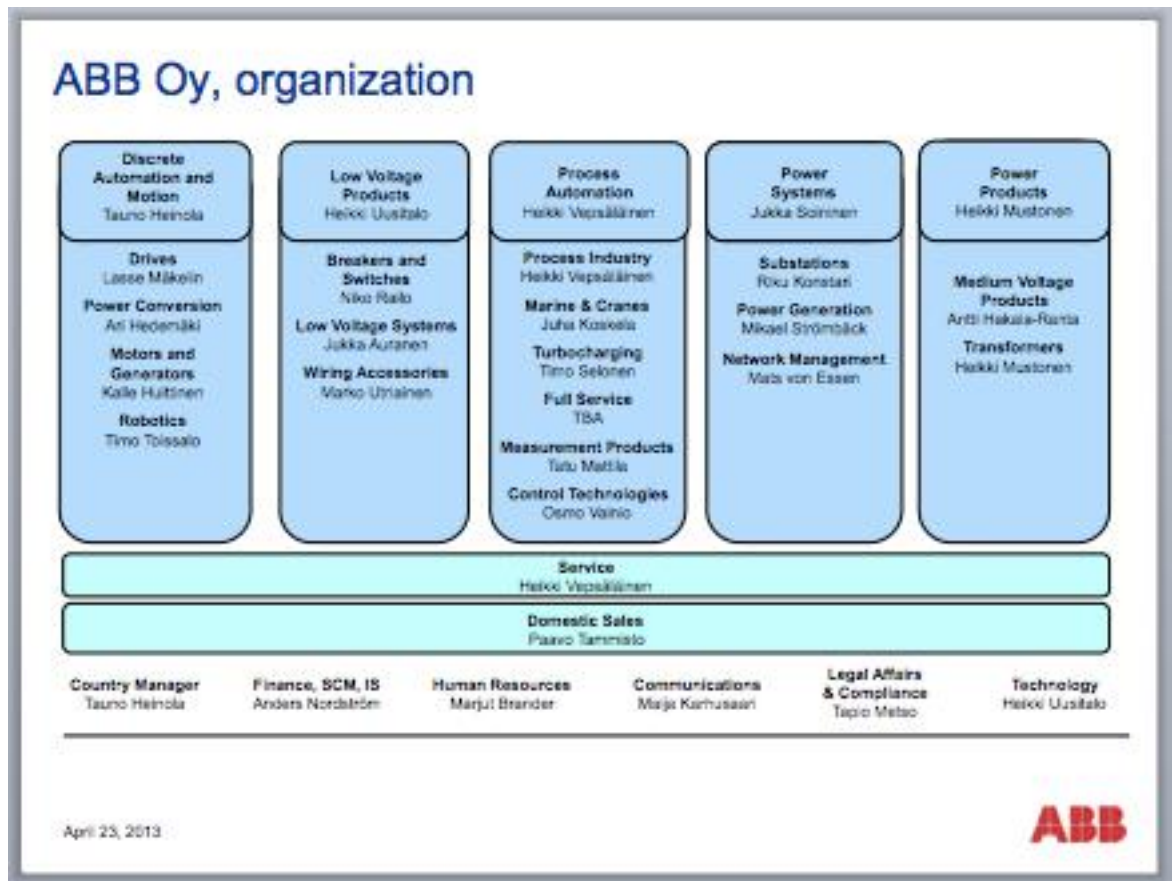 ABB Oy, organization
Discrete
Automation and
Motion
Tauno Heinola
Drives
Lasse Mäkelin
Power Conversion
Ari Hedemäki
Motors and
Generators
Kalle Huittinen
Robotics
Timo Toissalo
Low Voltage
Products
Heikki Uusitalo
Breakers and
Switches
Niko Railo
Low Voltage Systems
Jukka Autanen
Wiring Accessories
Marko Utriainen
Process
Automation
Heikki Vepsäläinen
Process Industry
Heikki Vepsäläinen
Marine & Cranes
Juha Koskela
Turbocharging
Timo Selonen
Full Service
TBA
Measurement Products
Tatu Mattila
Control Technologies
Osmo Vainio
Power
Systems
Jukka Soininen
Substations
Riku Konstari
Power Generation
Mikael Strömbäck
Network Management
Mats von Essen
Power
Products
Heikki Mustonen
Medium Voltage
Products
Antti Hakala-Ranta
Transformers
Heikki Mustonen
Service
Heikki Vepsäläinen
Domestic Sales
Paavo Tammisto
Country Manager
Tauno Heinola
Finance, SCM, IS
Anders Nordström
Human Resources
Marjut Brander
Communications
Maija Karhusaari
Legal Affairs
& Compliance
Tapio Metso
Technology
Heikki Uusitalo
April 23, 2013
ABB